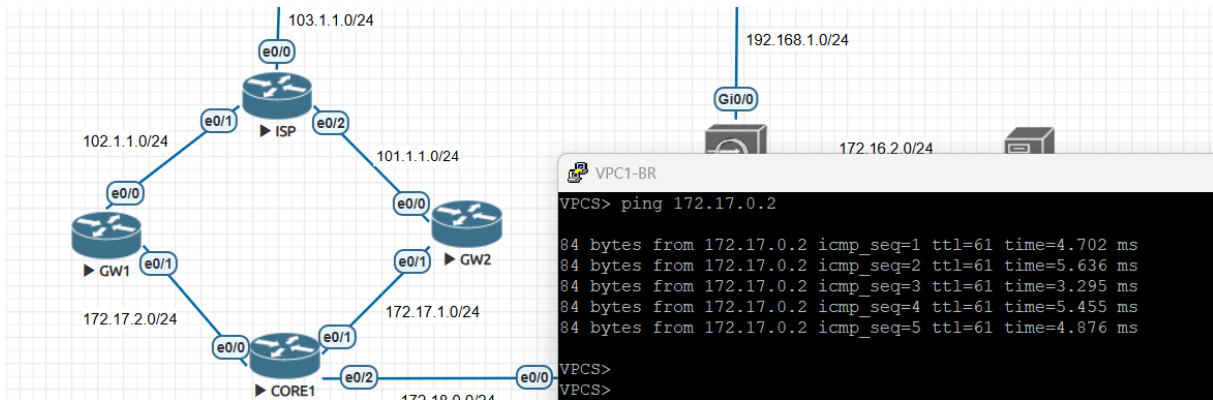 103.1.1.0/24
e0/0
192.168.1.0/24
Gi0/0
e0/1
ISP
e0/2
102.1.1.0/24
101.1.1.0/24
172.16.2.0/24
e0/0
e0/0
GW1
e0/1
e0/1
GW2
172.17.2.0/24
172.17.1.0/24
e0/0
e0/1
CORE1
e0/2
e0/0
172.18.0.0/24
VPC1-BR
VPCS> ping 172.17.0.2
84 bytes from 172.17.0.2 icmp_seq=1 ttl=61 time=4.702 ms
84 bytes from 172.17.0.2 icmp_seq=2 ttl=61 time=5.636 ms
84 bytes from 172.17.0.2 icmp_seq=3 ttl=61 time=3.295 ms
84 bytes from 172.17.0.2 icmp_seq=4 ttl=61 time=5.455 ms
84 bytes from 172.17.0.2 icmp_seq=5 ttl=61 time=4.876 ms
VPCS>
VPCS>